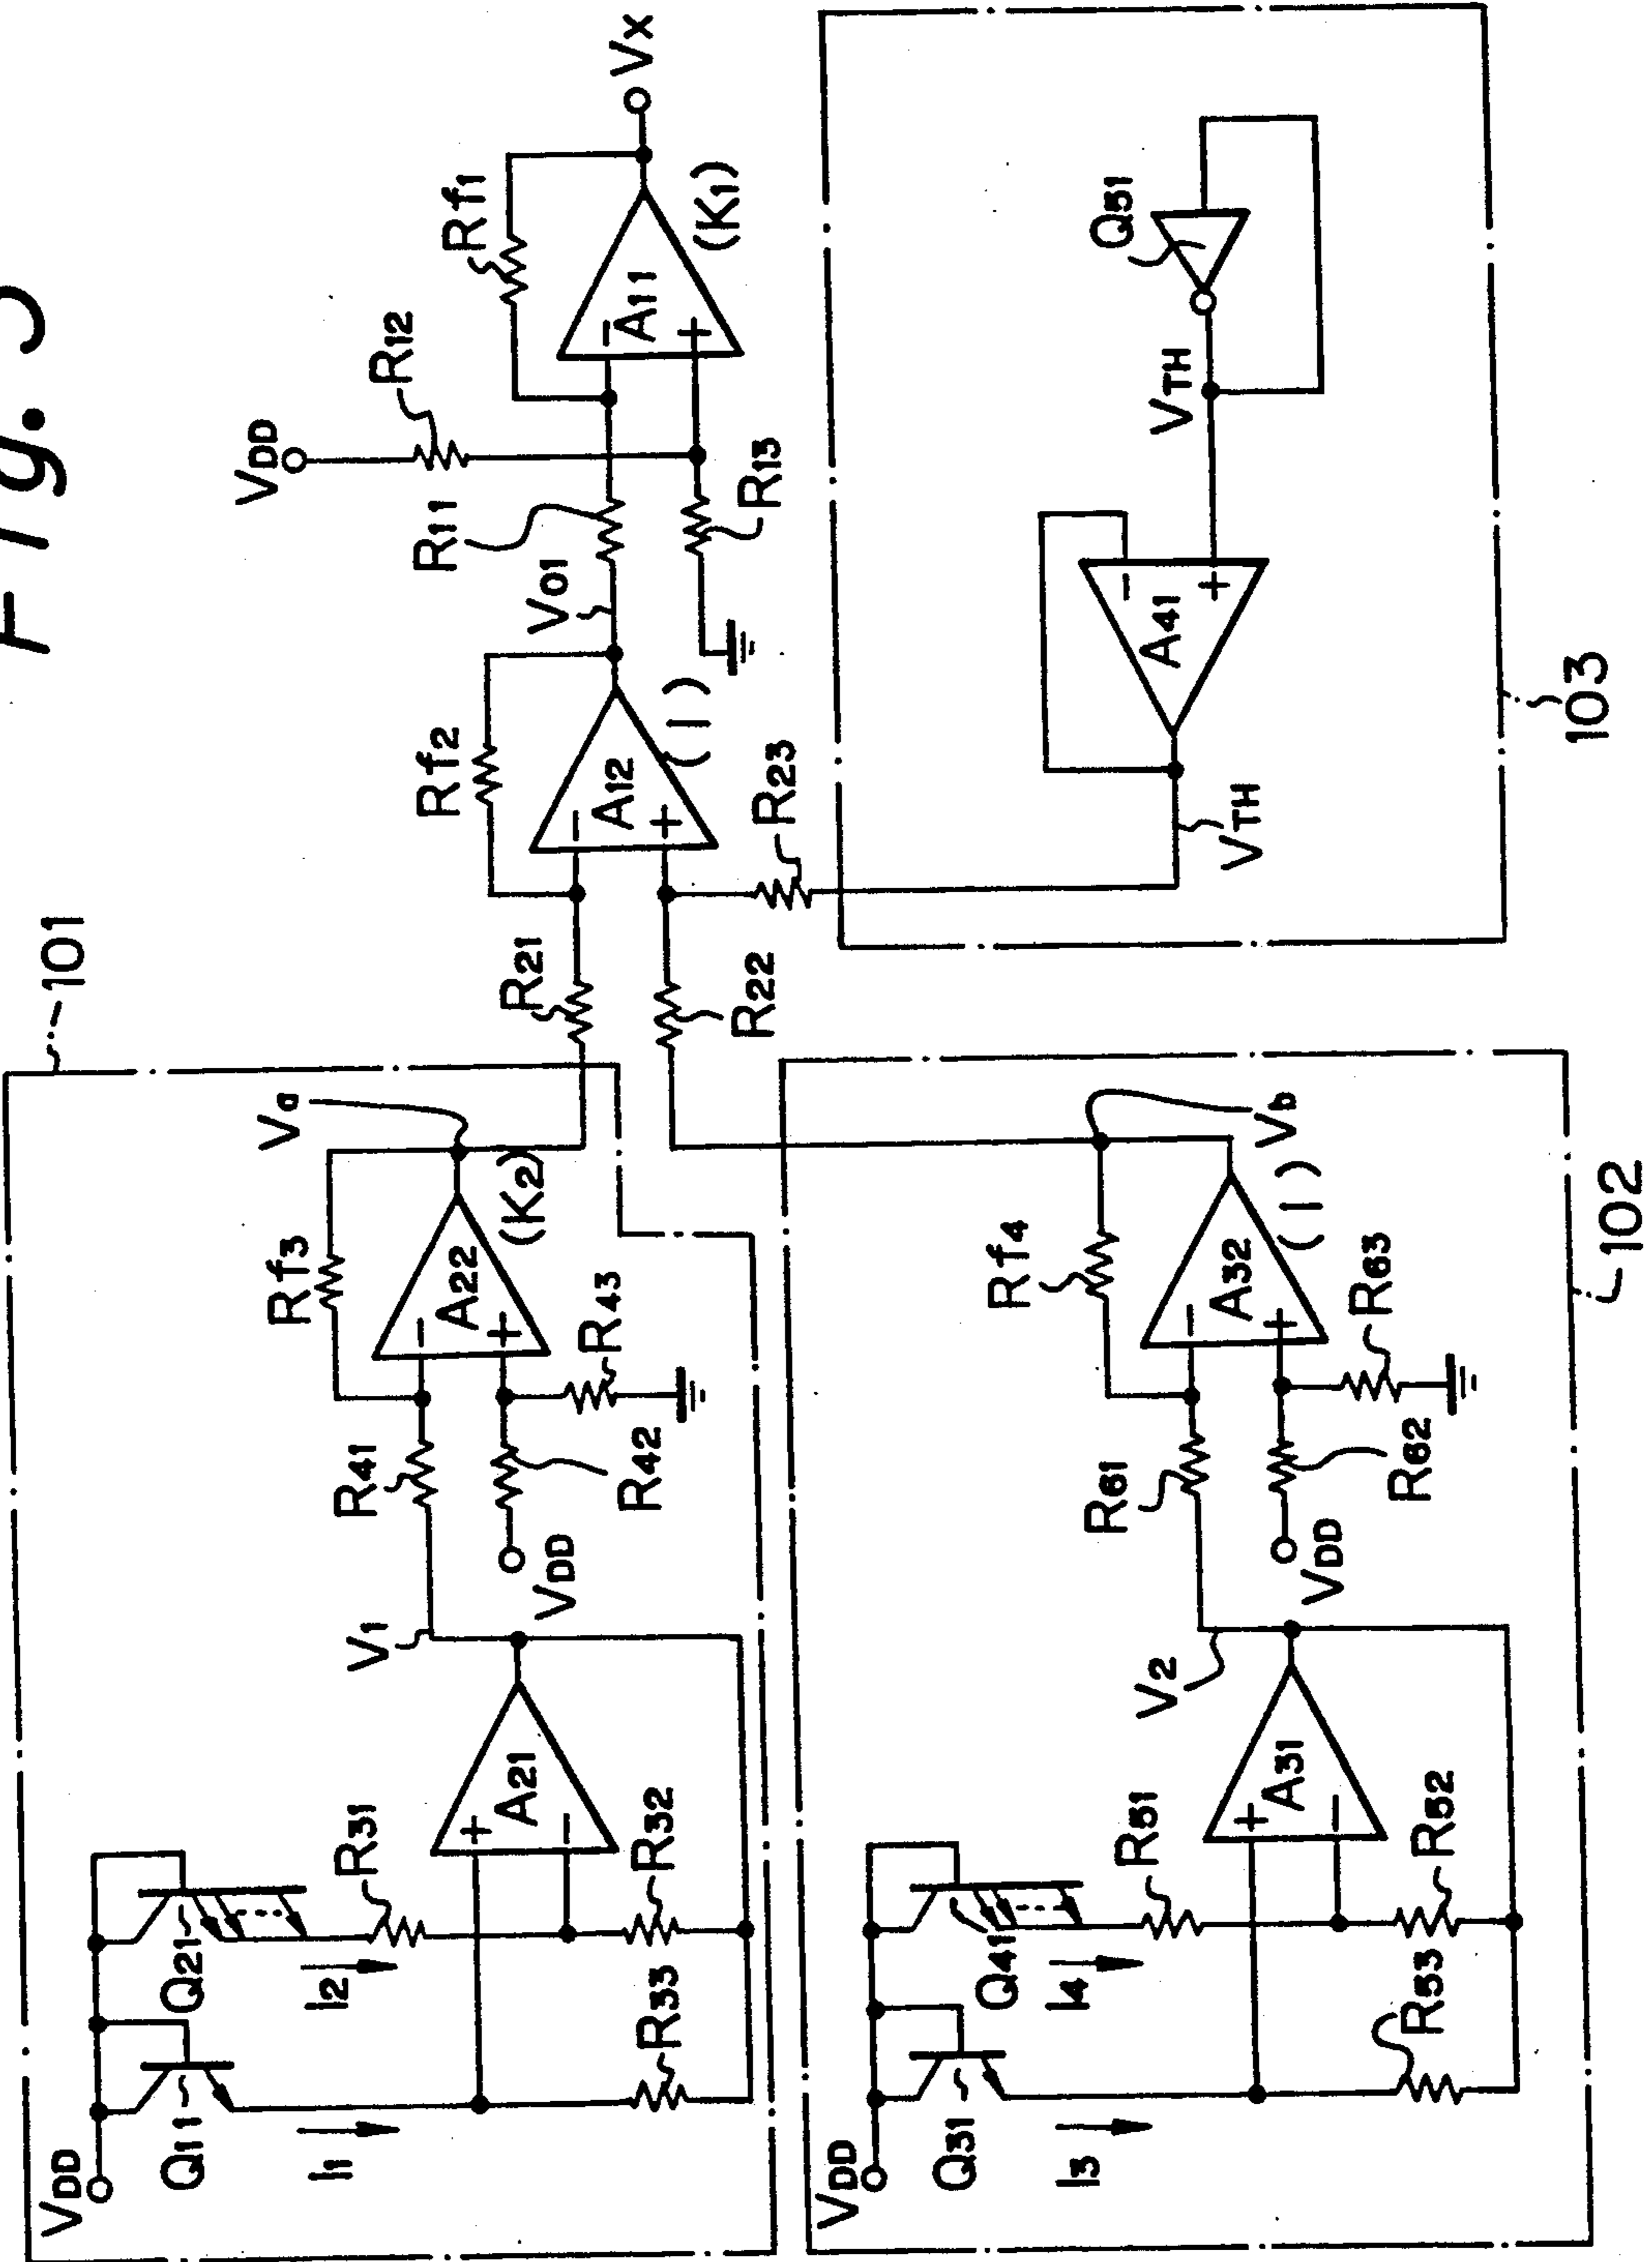 Fig. 5
101
VDD
Q11
I1
Q21
I2
R31
R33
R32
A21
+
−
V1
R41
VDD
R42
R43
Rf3
A22
−
+
(K2)
Va
R21
R22
Rf2
A12
−
+
(1)
R23
V01
R11
VDD
R12
R13
Rf1
A11
−
+
(K1)
VX
102
VDD
Q31
I3
Q41
I4
R51
R53
R52
A31
+
−
V2
R61
VDD
R62
R63
Rf4
A32
−
+
(1)
Vb
103
VTH
A41
−
+
VTH
Q51